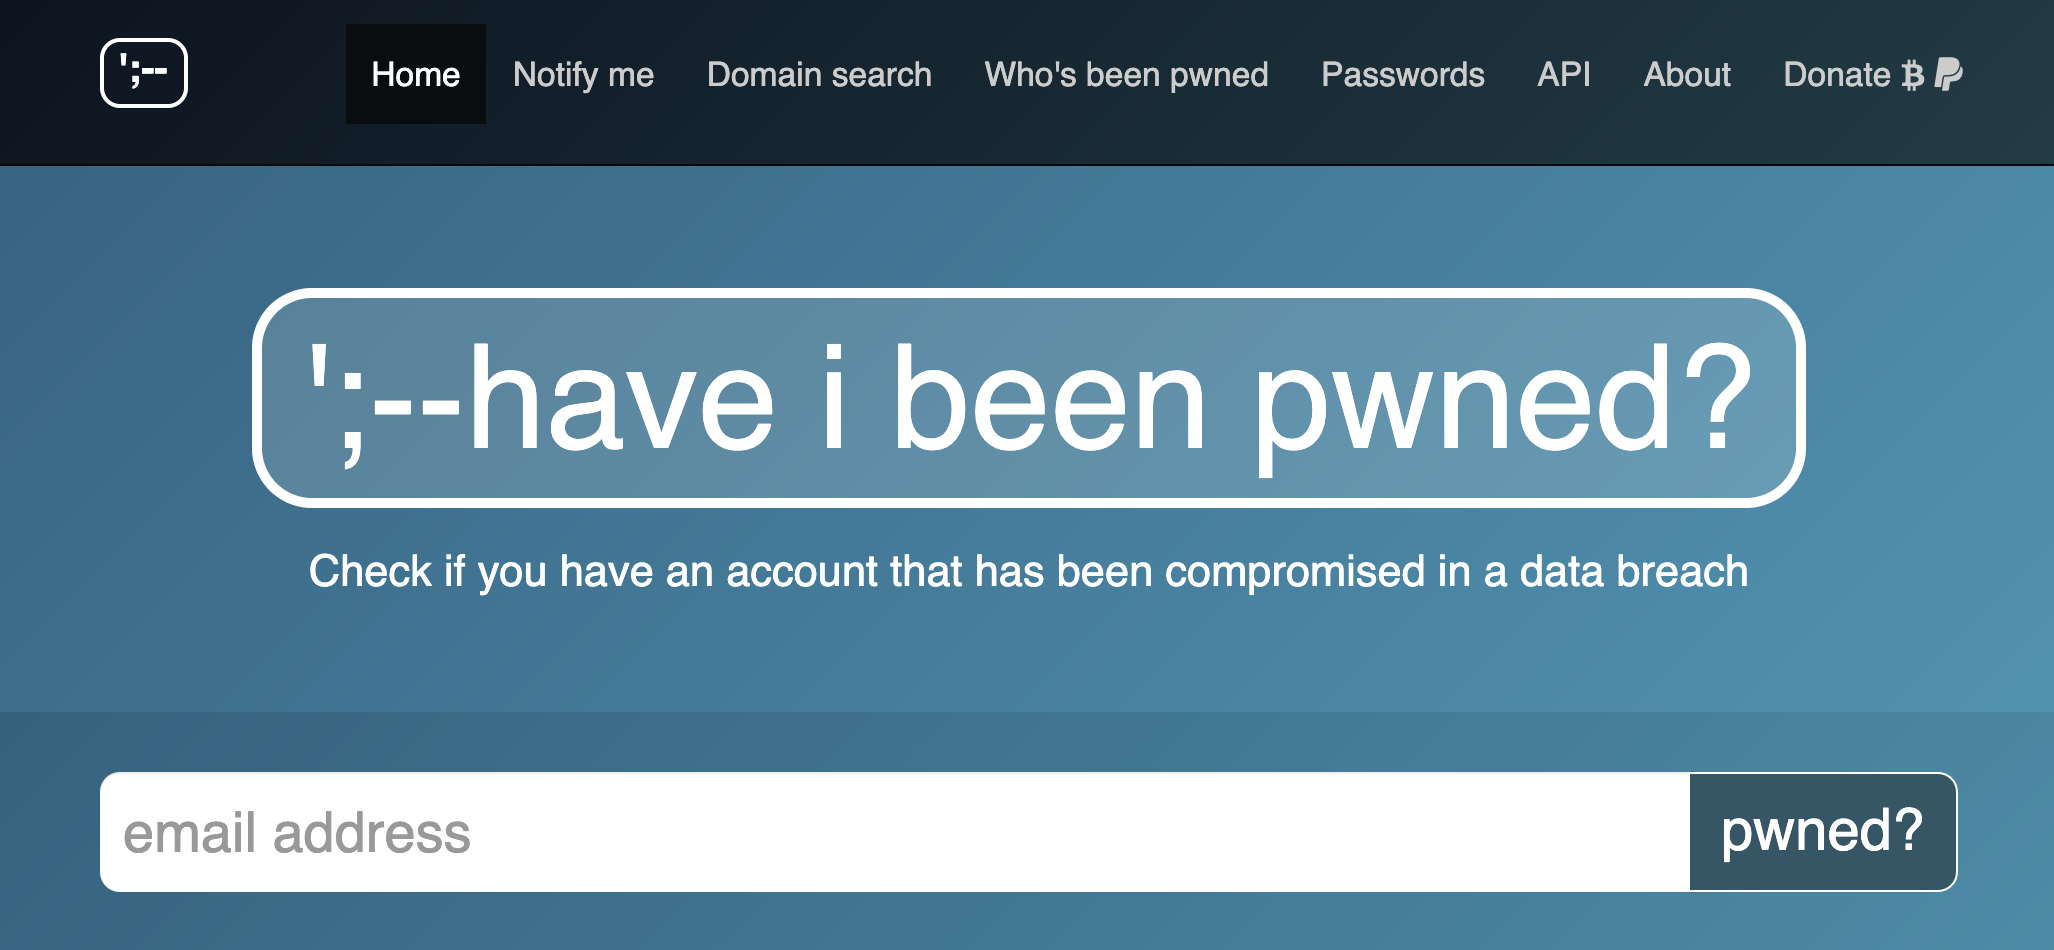 ';--
Home Notify me Domain search Who's been pwned Passwords API About Donate
';--have i been pwned?
Check if you have an account that has been compromised in a data breach
email address
pwned?